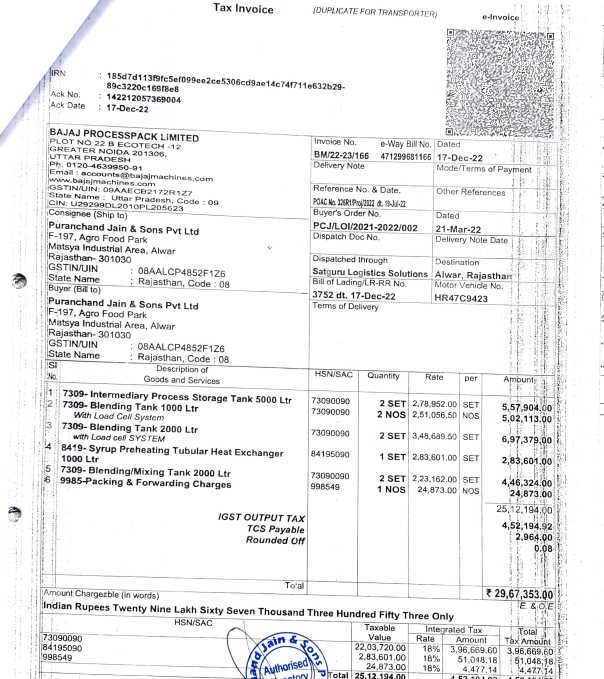 Tax Invoice (DUPLICATE FOR TRANSPORTER) e-Invoice
IRN : 185d7d113f9fc5ef099ee2ce5306cd9ae14c74f711e632b29-
89c3220c169f8e8
Ack No. : 142212057369004
Ack Date : 17-Dec-22
BAJAJ PROCESSPACK LIMITED
PLOT NO 22 B ECOTECH -12
GREATER NOIDA 201306,
UTTAR PRADESH
Ph. 0120-4639950-91
Email : accounts@bajajmachines.com
www.bajajmachines.com
GSTIN/UIN: 09AAECB2172R1Z7
State Name : Uttar Pradesh, Code : 09
CIN: U29299DL2010PL205623
Invoice No. e-Way Bill No. Dated
BM/22-23/166 471299681166 17-Dec-22
Delivery Note Mode/Terms of Payment
Reference No. & Date. Other References
POAC No. 326R1/Proj/2022 dt. 19-Jul-22
Buyer's Order No. Dated
PCJ/LOI/2021-2022/002 21-Mar-22
Dispatch Doc No. Delivery Note Date
Dispatched through Destination
Satguru Logistics Solutions Alwar, Rajasthan
Bill of Lading/LR-RR No. Motor Vehicle No.
3752 dt. 17-Dec-22 HR47C9423
Terms of Delivery
Consignee (Ship to)
Puranchand Jain & Sons Pvt Ltd
F-197, Agro Food Park
Matsya Industrial Area, Alwar
Rajasthan- 301030
GSTIN/UIN : 08AALCP4852F1Z6
State Name : Rajasthan, Code : 08
Buyer (Bill to)
Puranchand Jain & Sons Pvt Ltd
F-197, Agro Food Park
Matsya Industrial Area, Alwar
Rajasthan- 301030
GSTIN/UIN : 08AALCP4852F1Z6
State Name : Rajasthan, Code : 08
Sl No. Description of Goods and Services HSN/SAC Quantity Rate per Amount
1 7309- Intermediary Process Storage Tank 5000 Ltr 73090090 2 SET 2,78,952.00 SET 5,57,904.00
2 7309- Blending Tank 1000 Ltr 73090090 2 NOS 2,51,056.50 NOS 5,02,113.00
With Load Cell System
3 7309- Blending Tank 2000 Ltr 73090090 2 SET 3,48,689.50 SET 6,97,379.00
with Load cell SYSTEM
4 8419- Syrup Preheating Tubular Heat Exchanger 84195090 1 SET 2,83,601.00 SET 2,83,601.00
1000 Ltr
5 7309- Blending/Mixing Tank 2000 Ltr 73090090 2 SET 2,23,162.00 SET 4,46,324.00
6 9985-Packing & Forwarding Charges 998549 1 NOS 24,873.00 NOS 24,873.00
25,12,194.00
IGST OUTPUT TAX 4,52,194.92
TCS Payable 2,964.00
Rounded Off 0.08
Total ₹ 29,67,353.00
Amount Chargeable (in words) E. & O.E
Indian Rupees Twenty Nine Lakh Sixty Seven Thousand Three Hundred Fifty Three Only
HSN/SAC Taxable Value Integrated Tax Rate Amount Total Tax Amount
73090090 22,03,720.00 18% 3,96,669.60 3,96,669.60
84195090 2,83,601.00 18% 51,048.18 51,048.18
998549 24,873.00 18% 4,477.14 4,477.14
Total 25,12,194.00
Jain & Sons P
Authorised